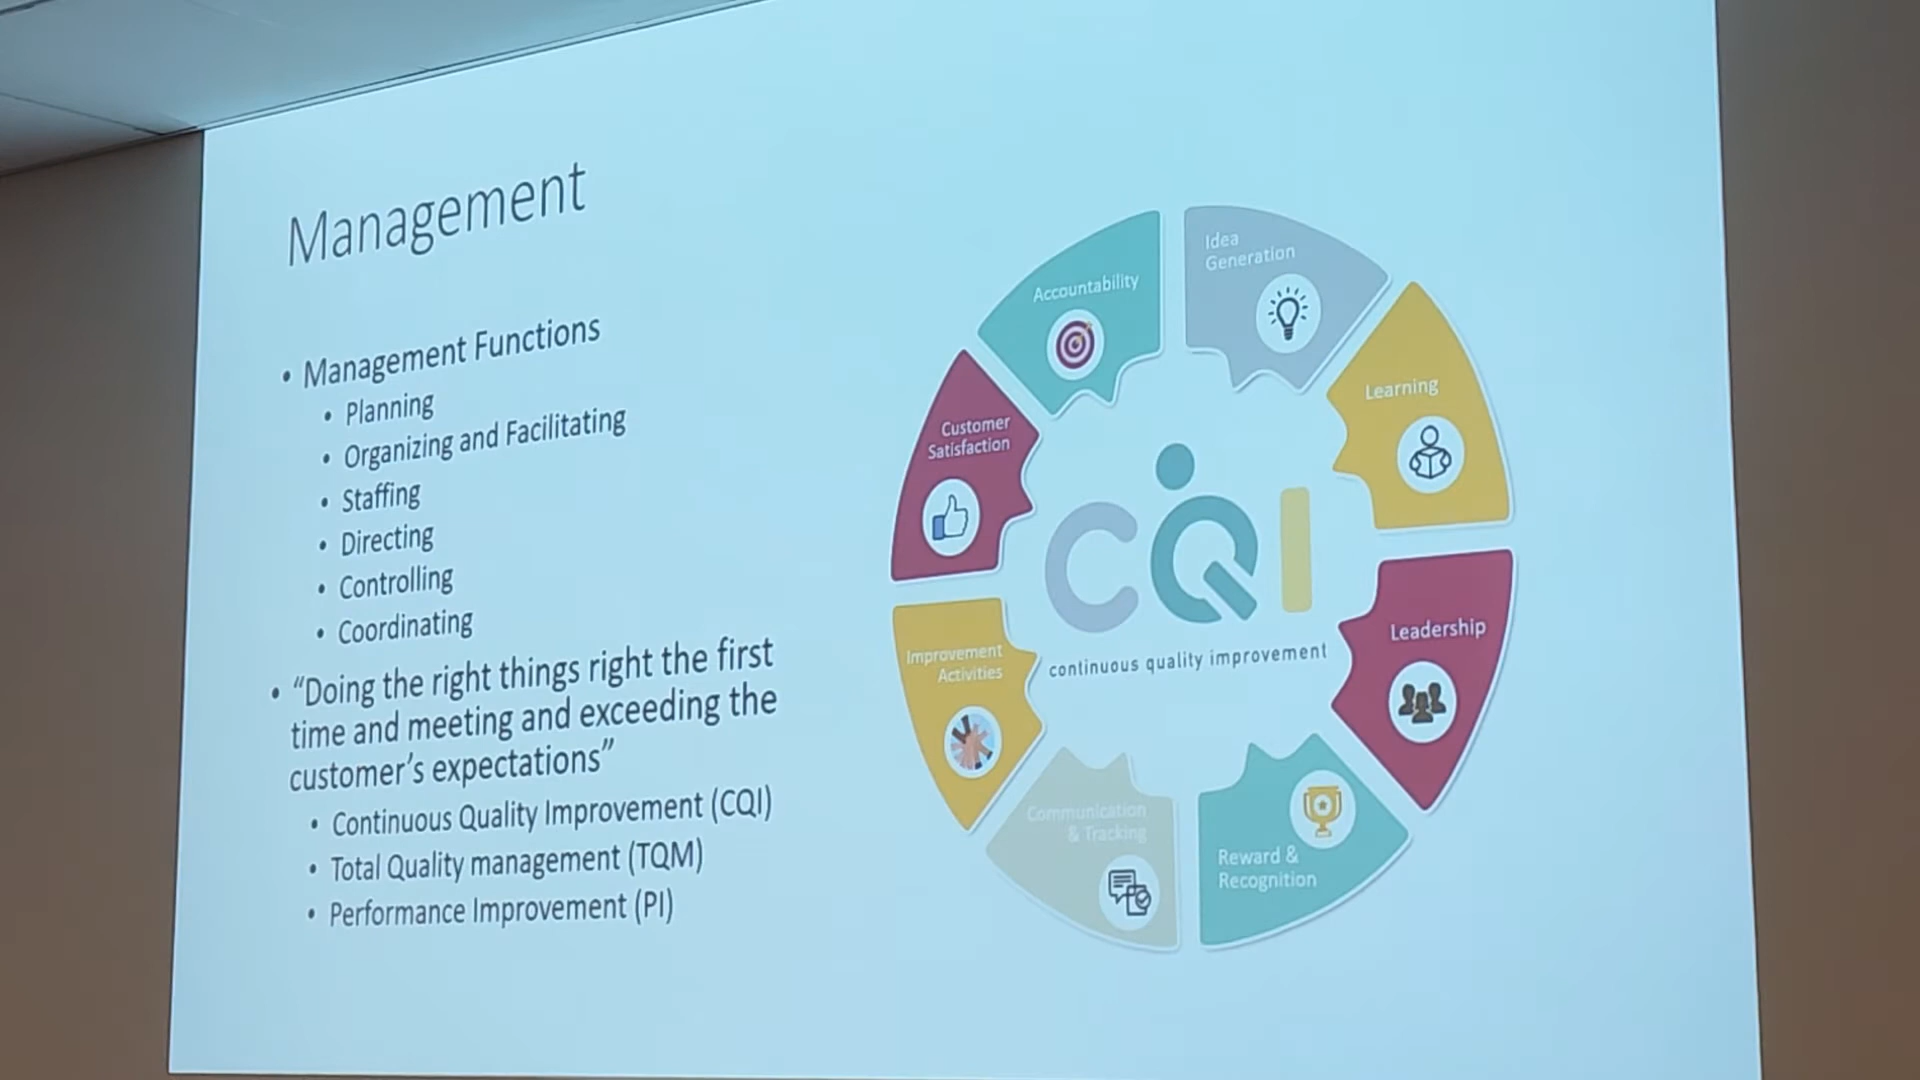 Management
• Management Functions
• Planning
• Organizing and Facilitating
• Staffing
• Directing
• Controlling
• Coordinating
• “Doing the right things right the first
time and meeting and exceeding the
customer’s expectations”
• Continuous Quality Improvement (CQI)
• Total Quality management (TQM)
• Performance Improvement (PI)
Idea
Generation
Learning
Leadership
Reward &
Recognition
Communication
& Tracking
Improvement
Activities
Customer
Satisfaction
Accountability
CQI
continuous quality improvement